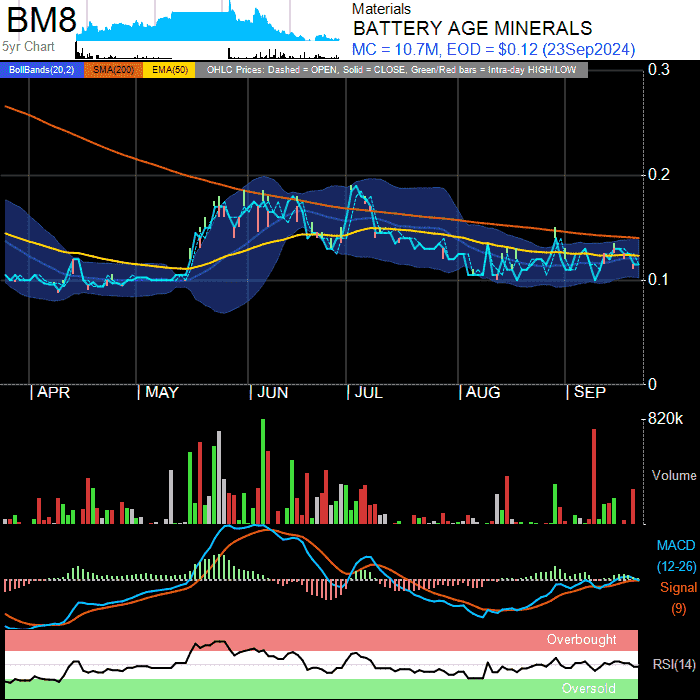 BM8
5yr Chart
Materials
BATTERY AGE MINERALS
MC = 10.7M, EOD = $0.12 (23Sep2024)
BollBands(20,2) SMA(200) EMA(50) OHLC Prices: Dashed = OPEN, Solid = CLOSE, Green/Red bars = Intra-day HIGH/LOW
0.3
0.2
0.1
0
APR MAY JUN JUL AUG SEP
820k
Volume
MACD
(12-26)
Signal
(9)
Overbought
RSI(14)
Oversold